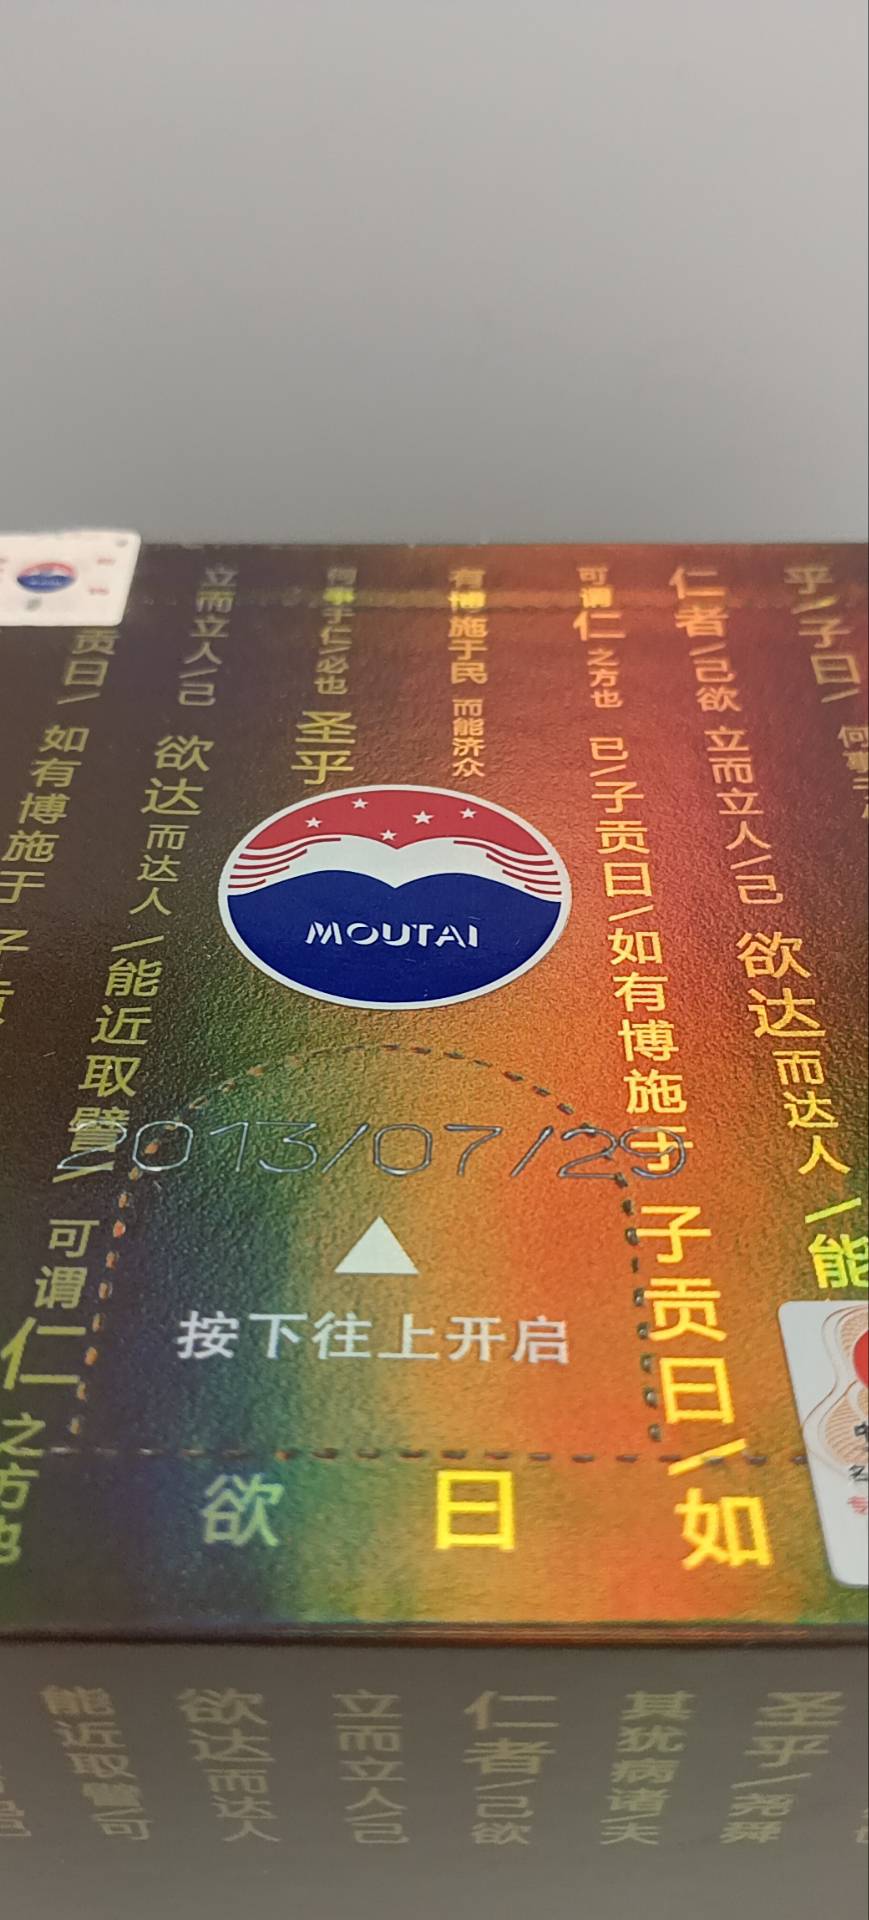 立而立人/己
欲达而达人/能近取譬/
何事于仁/必也
圣乎
有博施于民 而能济众
可谓仁之方也
已/子贡曰/如有博施于
子贡曰/如
仁者/己欲立而立人/己
欲达而达人/能
乎/子曰/
何事于
贡曰/
如有博施于
子贡
可谓仁之方也
MOUTAI
2013/07/29
按下往上开启
欲
日
能近取譬/可
欲达而达人
立而立人/己
仁者/己欲
其犹病诸/夫
圣乎/尧舜